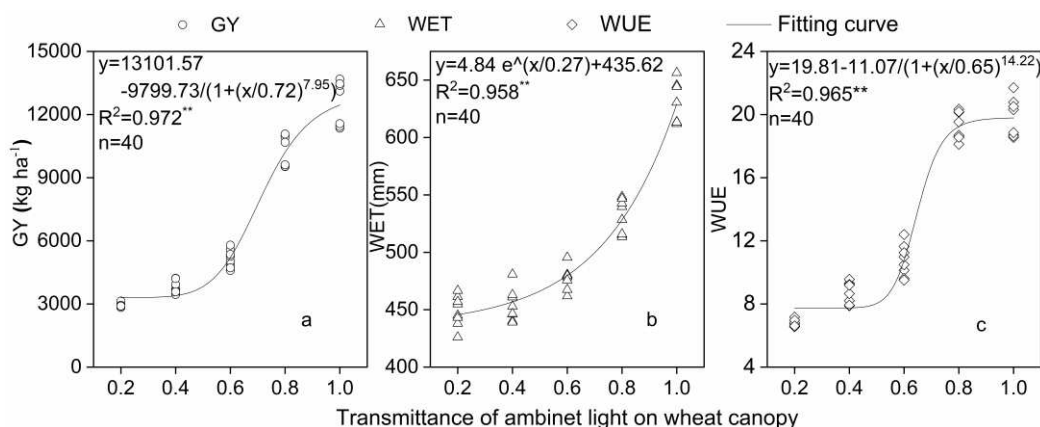 GY WET WUE Fitting curve
15000
12000
9000
6000
3000
0
GY (kg ha-1)
y=13101.57
-9799.73/(1+(x/0.72)7.95)
R2=0.972**
n=40
a
0.2 0.4 0.6 0.8 1.0
650
600
550
500
450
400
WET(mm)
y=4.84 e^(x/0.27)+435.62
R2=0.958**
n=40
b
0.2 0.4 0.6 0.8 1.0
24
20
16
12
8
4
WUE
y=19.81-11.07/(1+(x/0.65)14.22)
R2=0.965**
n=40
c
0.2 0.4 0.6 0.8 1.0
Transmittance of ambinet light on wheat canopy